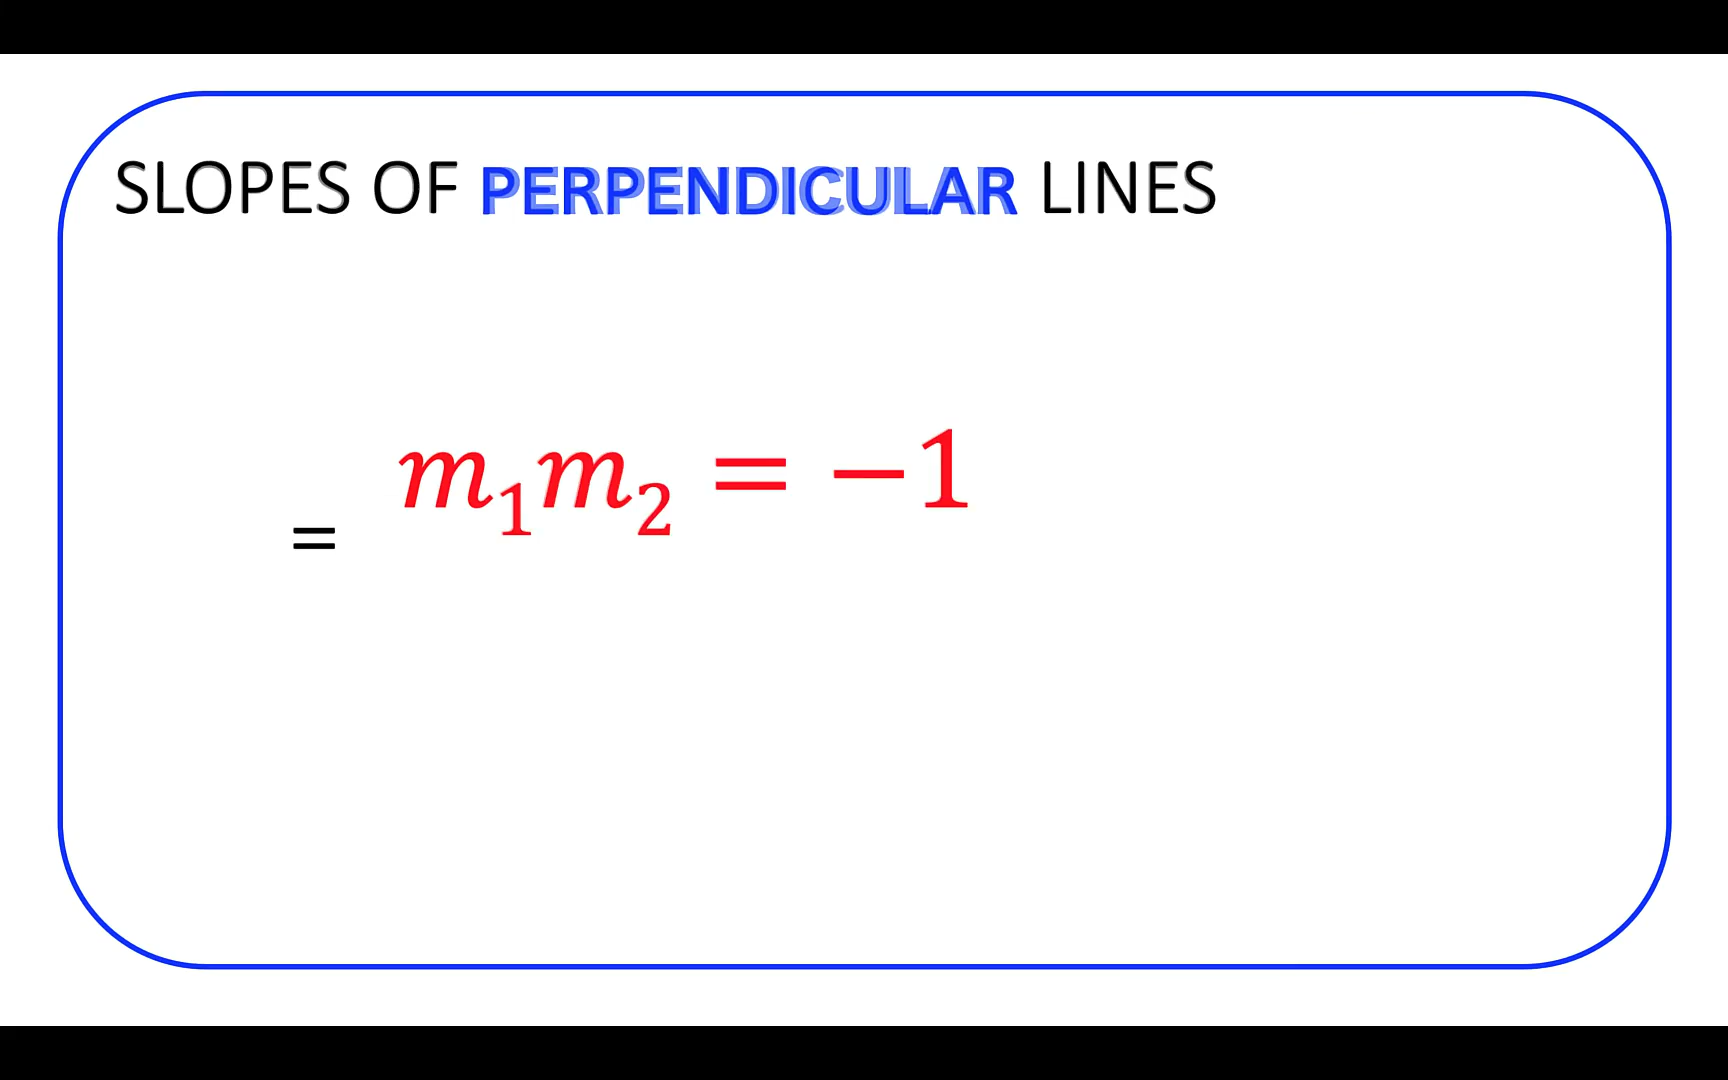 SLOPES OF PERPENDICULAR LINES
m₁m₂ = −1
=